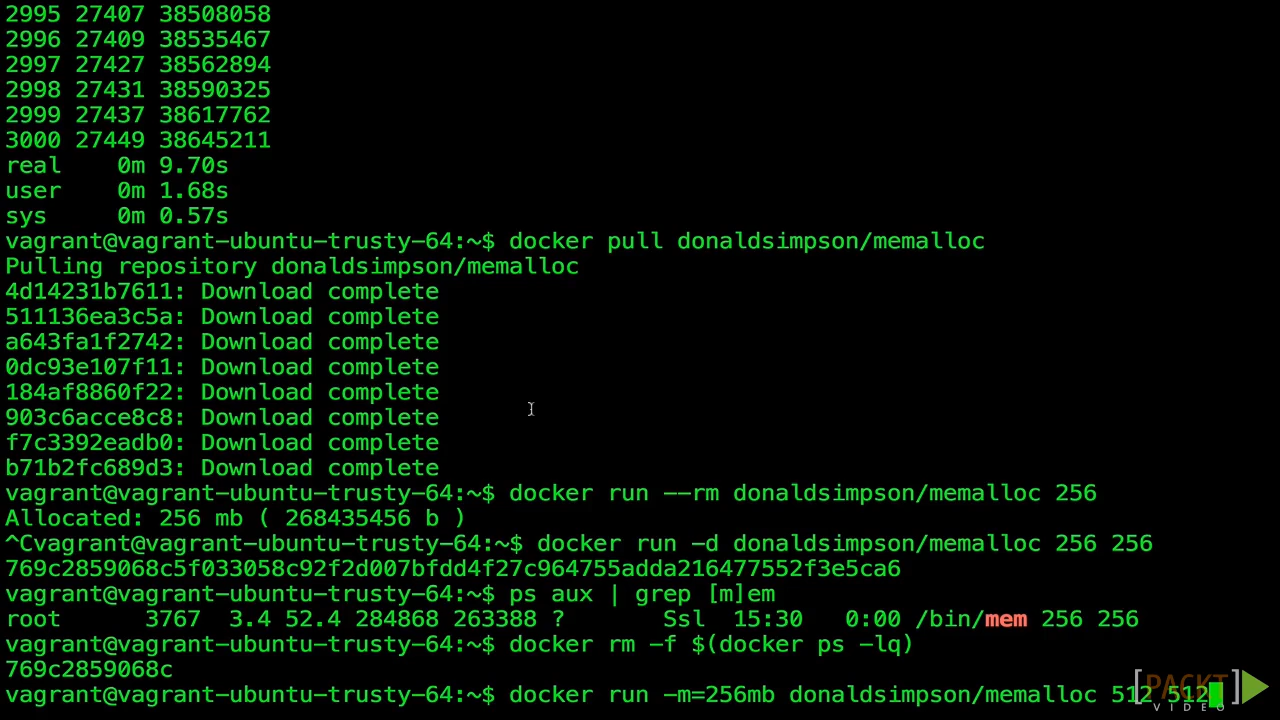 2995 27407 38508058
2996 27409 38535467
2997 27427 38562894
2998 27431 38590325
2999 27437 38617762
3000 27449 38645211
real    0m 9.70s
user    0m 1.68s
sys     0m 0.57s
vagrant@vagrant-ubuntu-trusty-64:~$ docker pull donaldsimpson/memalloc
Pulling repository donaldsimpson/memalloc
4d14231b7611: Download complete
511136ea3c5a: Download complete
a643fa1f2742: Download complete
0dc93e107f11: Download complete
184af8860f22: Download complete
903c6acce8c8: Download complete
f7c3392eadb0: Download complete
b71b2fc689d3: Download complete
vagrant@vagrant-ubuntu-trusty-64:~$ docker run --rm donaldsimpson/memalloc 256
Allocated: 256 mb ( 268435456 b )
^Cvagrant@vagrant-ubuntu-trusty-64:~$ docker run -d donaldsimpson/memalloc 256 256
769c2859068c5f033058c92f2d007bfdd4f27c964755adda216477552f3e5ca6
vagrant@vagrant-ubuntu-trusty-64:~$ ps aux | grep [m]em
root      3767  3.4 52.4 284868 263388 ?       Ssl  15:30   0:00 /bin/mem 256 256
vagrant@vagrant-ubuntu-trusty-64:~$ docker rm -f $(docker ps -lq)
769c2859068c
vagrant@vagrant-ubuntu-trusty-64:~$ docker run -m=256mb donaldsimpson/memalloc 512 512
[PACKT]
VIDEO